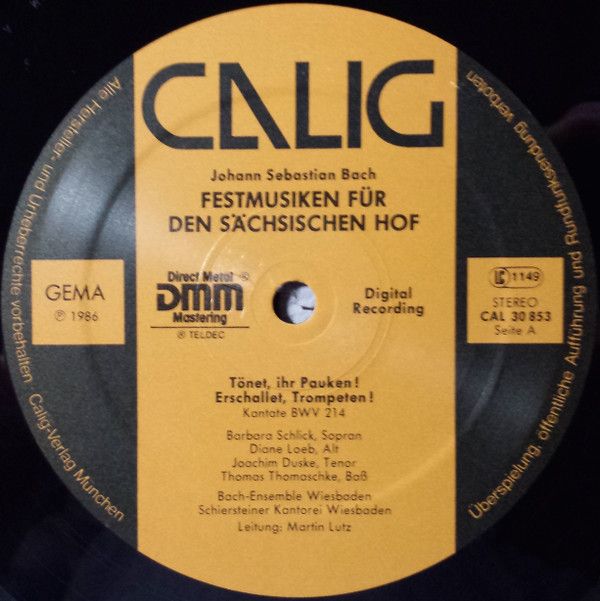 CALIG
Johann Sebastian Bach
FESTMUSIKEN FÜR
DEN SÄCHSISCHEN HOF
GEMA
℗ 1986
Direct Metal ®
DMM
Mastering
® TELDEC
Digital
Recording
LC 1149
STEREO
CAL 30 853
Seite A
Tönet, ihr Pauken!
Erschallet, Trompeten!
Kantate BWV 214
Barbara Schlick, Sopran
Diane Loeb, Alt
Joachim Duske, Tenor
Thomas Thomaschke, Baß
Bach-Ensemble Wiesbaden
Schiersteiner Kantorei Wiesbaden
Leitung: Martin Lutz
Alle Hersteller- und Urheberrechte vorbehalten. Calig-Verlag München
Überspielung, öffentliche Aufführung und Rundfunksendung verboten